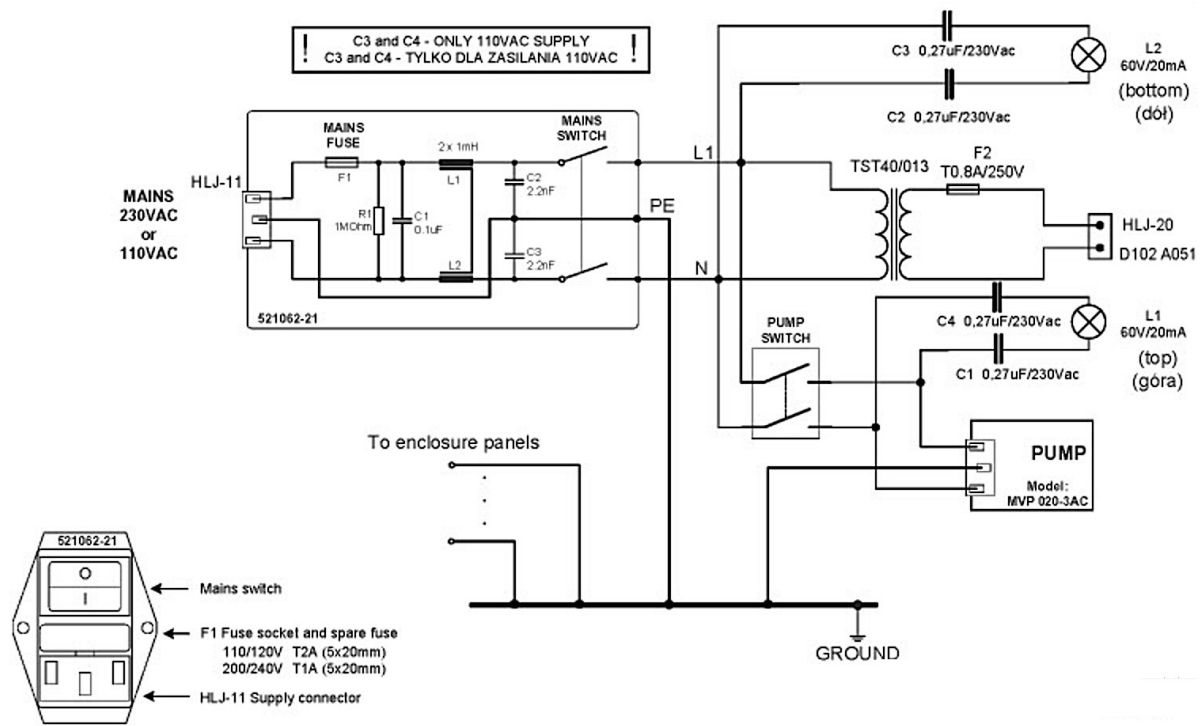 ! C3 and C4 - ONLY 110VAC SUPPLY !
C3 and C4 - TYLKO DLA ZASILANIA 110VAC
C3 0,27uF/230Vac
L2
60V/20mA
(bottom)
(dół)
C2 0,27uF/230Vac
MAINS
FUSE
F1
2 x 1mH
L1
MAINS
SWITCH
C2
2.2nF
R1
1MOhm
C1
0.1uF
C3
2.2nF
L2
521062-21
HLJ-11
MAINS
230VAC
or
110VAC
L1
PE
N
TST40/013
F2
T0.8A/250V
HLJ-20
D102 A051
C4 0,27uF/230Vac
L1
60V/20mA
(top)
(góra)
C1 0,27uF/230Vac
PUMP
SWITCH
PUMP
Model:
MVP 020-3AC
To enclosure panels
GROUND
521062-21
O
I
Mains switch
F1 Fuse socket and spare fuse
110/120V T2A (5x20mm)
200/240V T1A (5x20mm)
HLJ-11 Supply connector